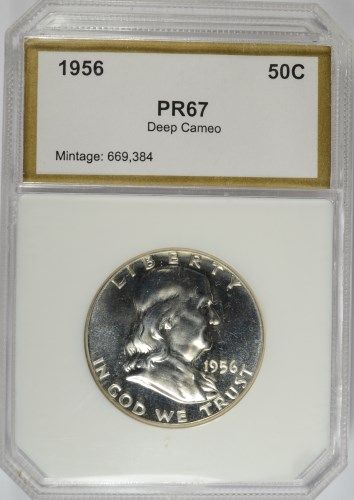 1956 50C
PR67
Deep Cameo
Mintage: 669,384
LIBERTY
1956
IN GOD WE TRUST